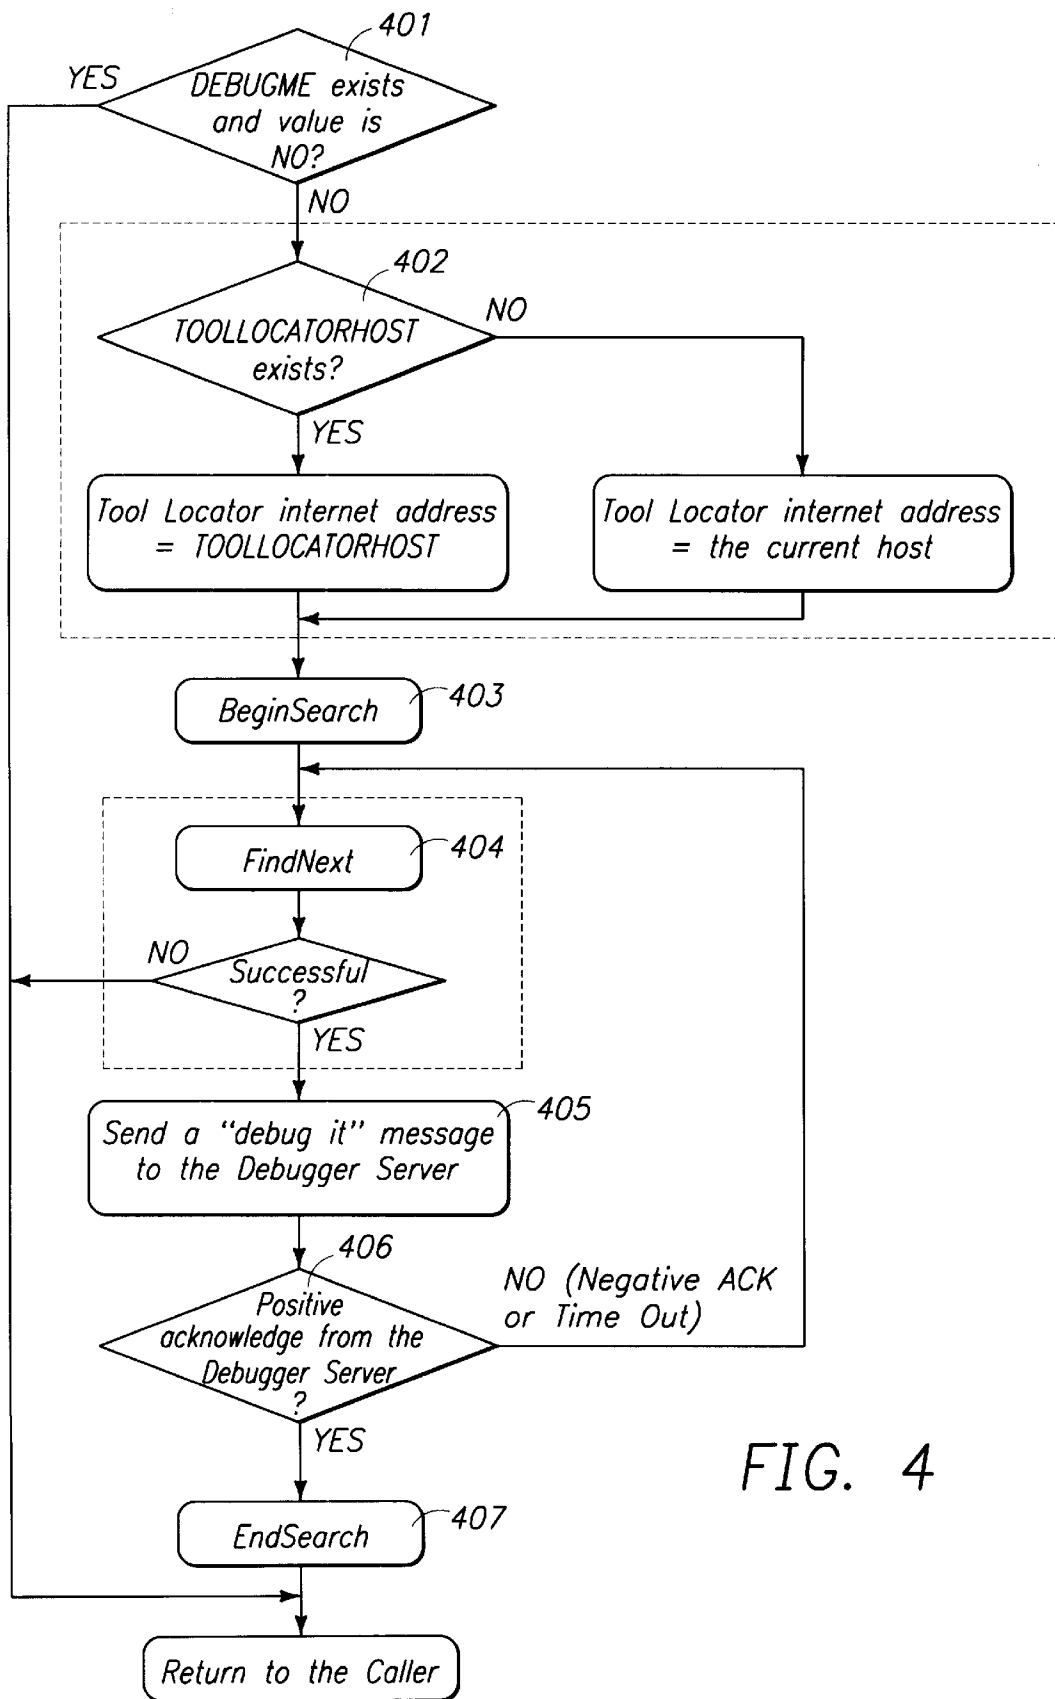 401
YES
DEBUGME exists
and value is
NO?
NO
402
NO
TOOLLOCATORHOST
exists?
YES
Tool Locator internet address
= TOOLLOCATORHOST
Tool Locator internet address
= the current host
BeginSearch
403
FindNext
404
NO
Successful
?
YES
405
Send a “debug it” message
to the Debugger Server
406
NO (Negative ACK
or Time Out)
Positive
acknowledge from the
Debugger Server
?
YES
FIG. 4
EndSearch
407
Return to the Caller